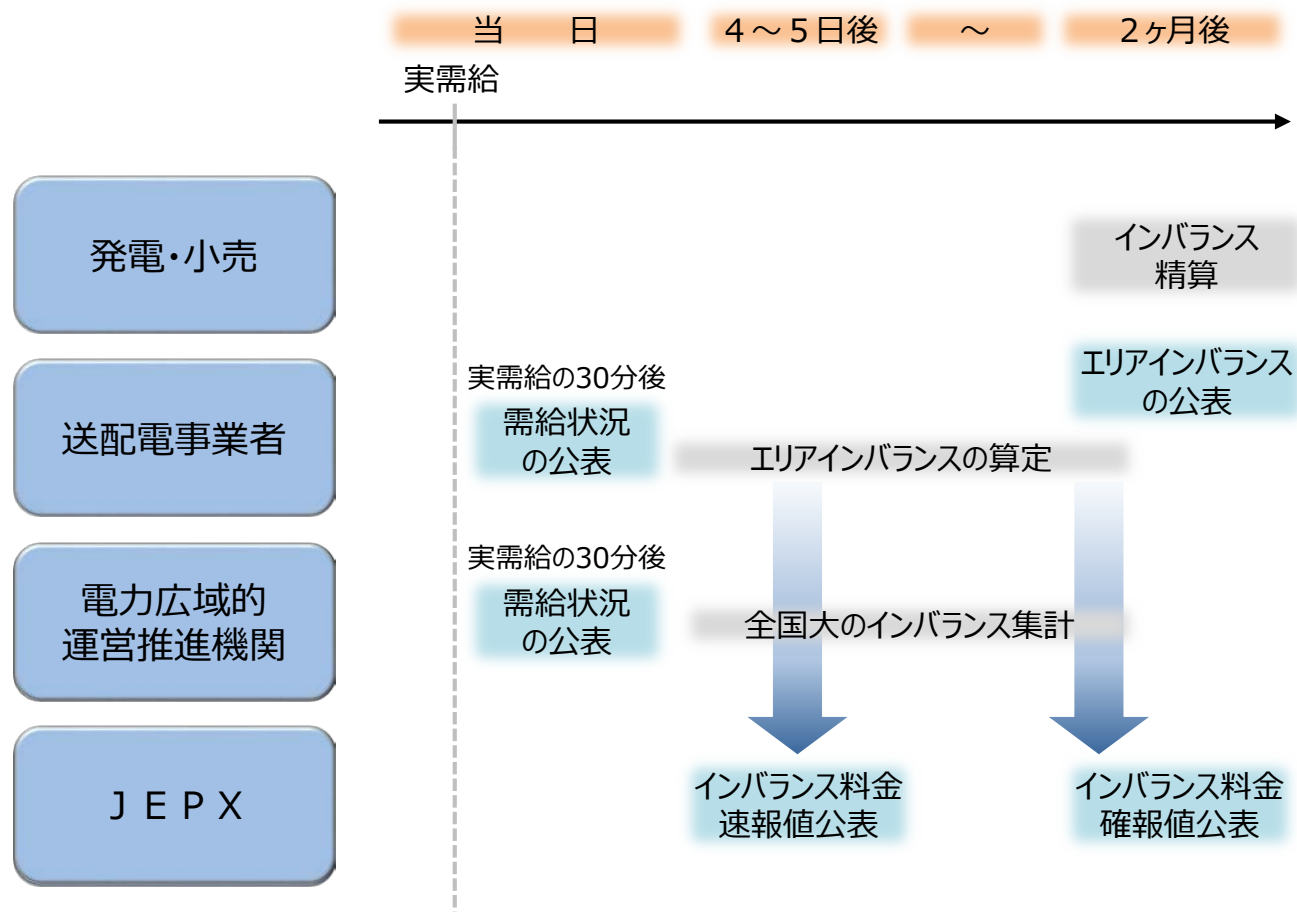 当　　日
４～５日後
～
２ヶ月後
実需給
発電・小売
インバランス
精算
送配電事業者
実需給の30分後
需給状況
の公表
エリアインバランスの算定
エリアインバランス
の公表
電力広域的
運営推進機関
実需給の30分後
需給状況
の公表
全国大のインバランス集計
ＪＥＰＸ
インバランス料金
速報値公表
インバランス料金
確報値公表